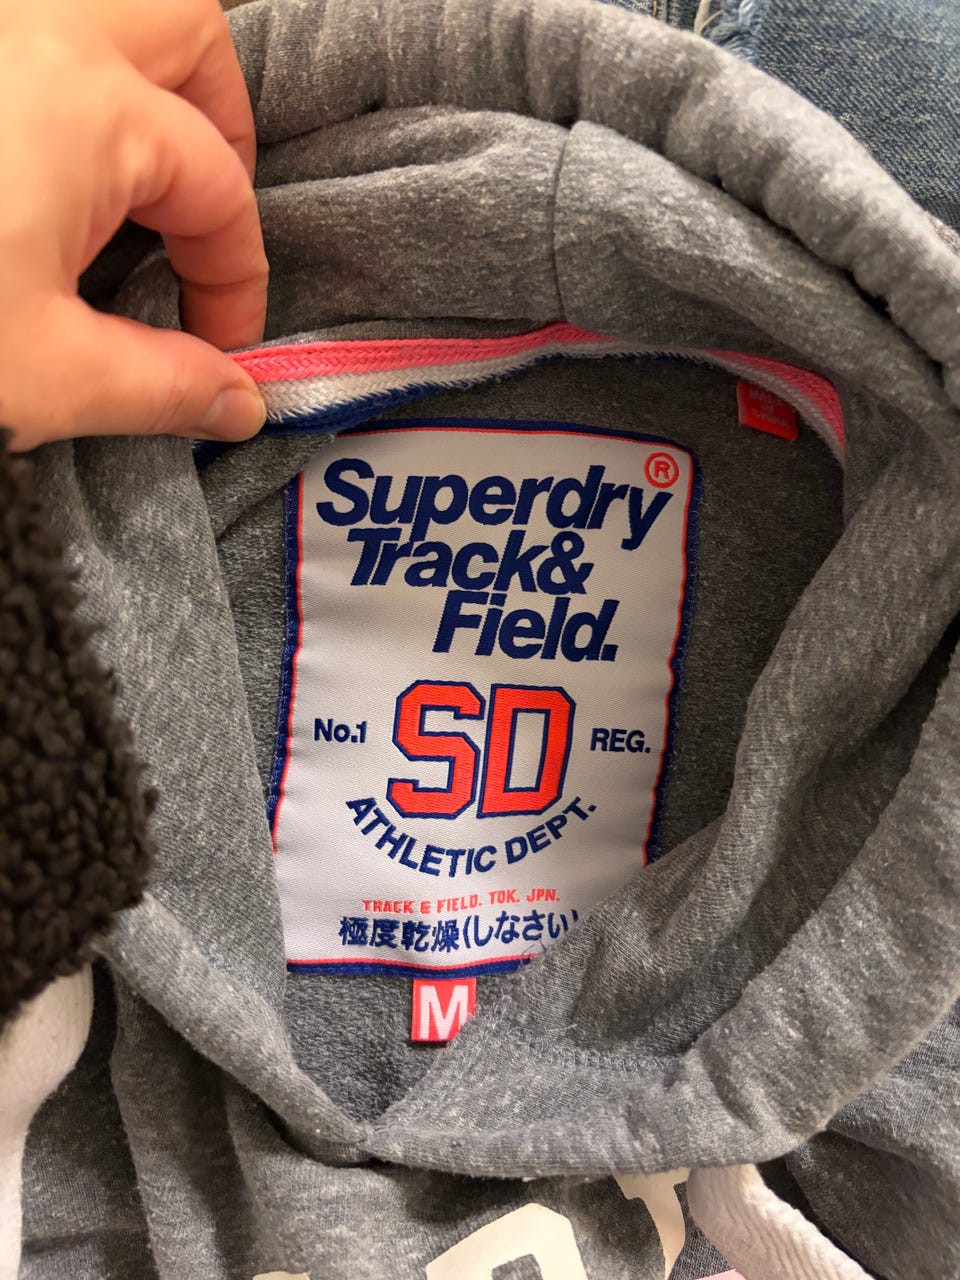 Superdry®
Track&
Field.
No.1 SD REG.
ATHLETIC DEPT.
TRACK & FIELD. TOK. JPN.
極度乾燥(しなさい)
M